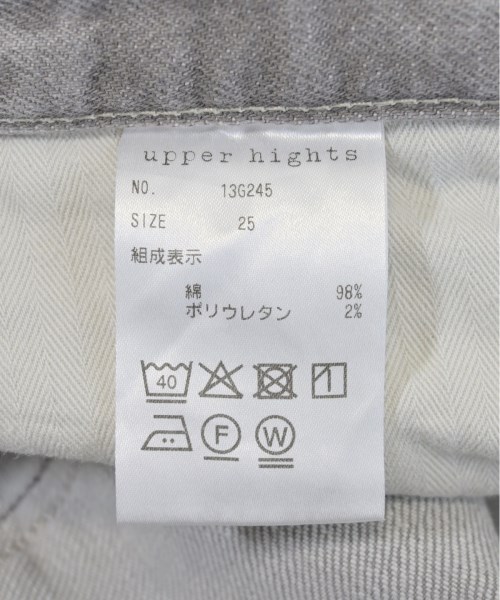 upper hights
NO. 13G245
SIZE 25
組成表示
綿 98%
ポリウレタン 2%
40
F W